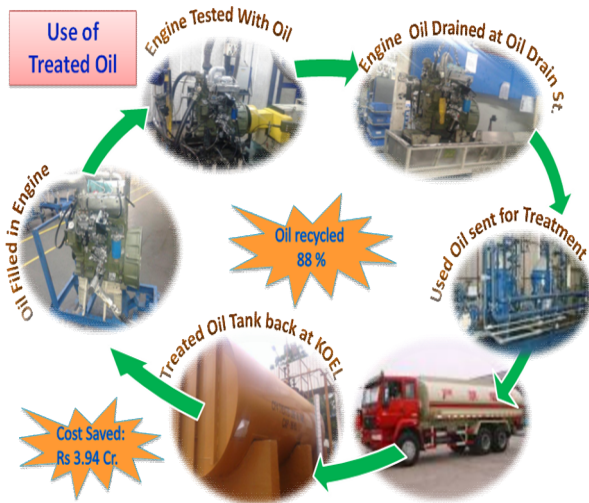 Use of
Treated Oil
Engine Tested With Oil
Engine Oil Drained at Oil Drain St.
Oil Filled in Engine
Oil recycled
88 %
Used Oil sent for Treatment
Treated Oil Tank back at KOEL
Cost Saved:
Rs 3.94 Cr.